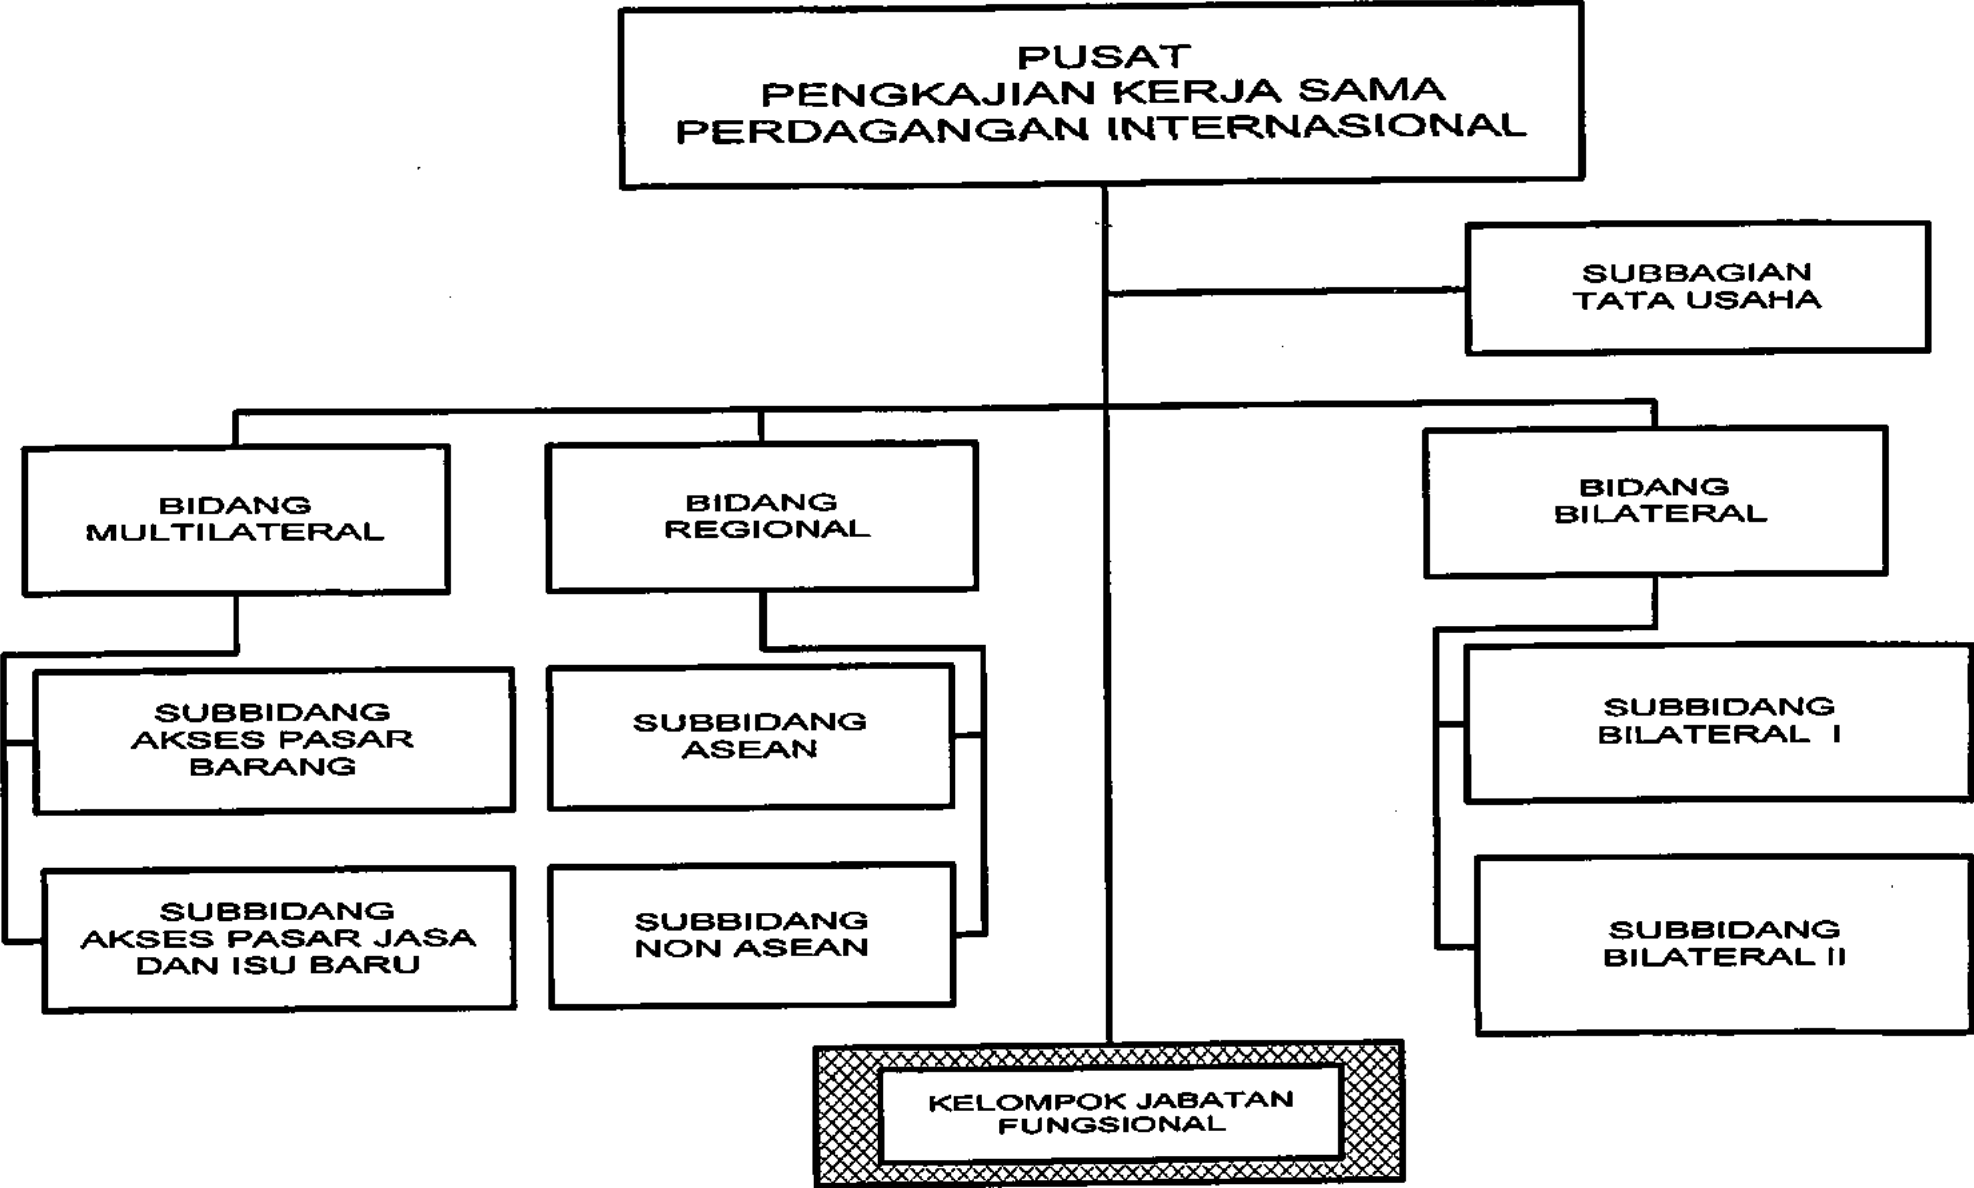 PUSAT
PENGKAJIAN KERJA SAMA
PERDAGANGAN INTERNASIONAL
SUBBAGIAN
TATA USAHA
BIDANG
MULTILATERAL
BIDANG
REGIONAL
BIDANG
BILATERAL
SUBBIDANG
AKSES PASAR
BARANG
SUBBIDANG
ASEAN
SUBBIDANG
BILATERAL I
SUBBIDANG
AKSES PASAR JASA
DAN ISU BARU
SUBBIDANG
NON ASEAN
SUBBIDANG
BILATERAL II
KELOMPOK JABATAN
FUNGSIONAL